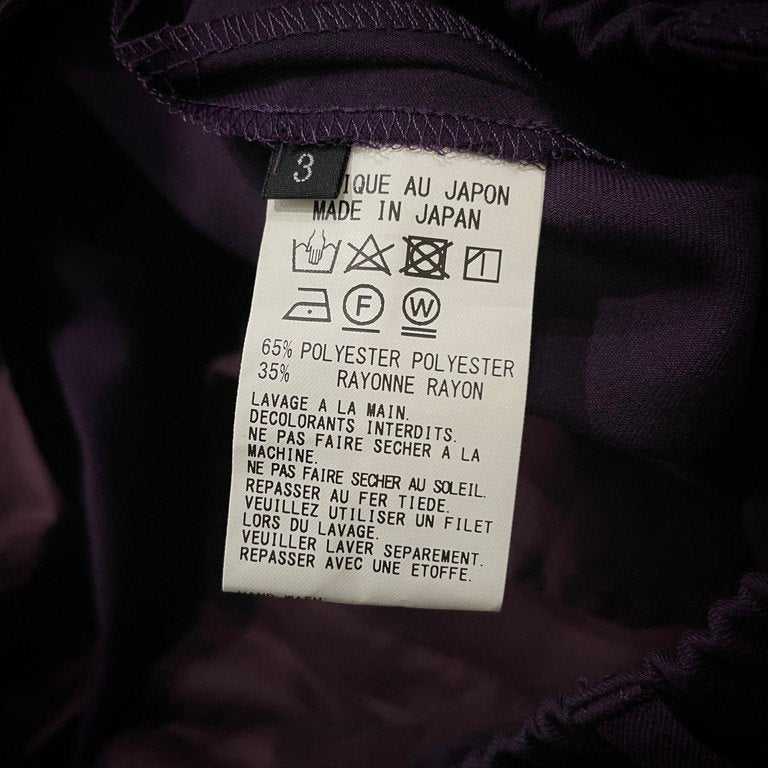 3
IQUE AU JAPON
MADE IN JAPAN
F W
65% POLYESTER POLYESTER
35% RAYONNE RAYON
LAVAGE A LA MAIN.
DECOLORANTS INTERDITS.
NE PAS FAIRE SECHER A LA
MACHINE.
NE PAS FAIRE SECHER AU SOLEIL.
REPASSER AU FER TIEDE.
VEUILLEZ UTILISER UN FILET
LORS DU LAVAGE.
VEUILLER LAVER SEPAREMENT.
REPASSER AVEC UNE ETOFFE.